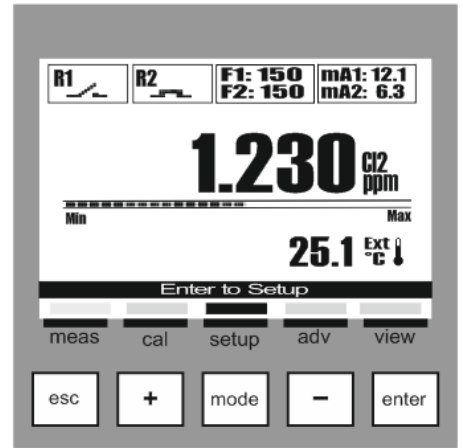 R1 R2 F1: 150 mA1: 12.1
F2: 150 mA2: 6.3
1.230 Cl2 ppm
Min Max
25.1 Ext °C
Enter to Setup
meas cal setup adv view
esc + mode − enter